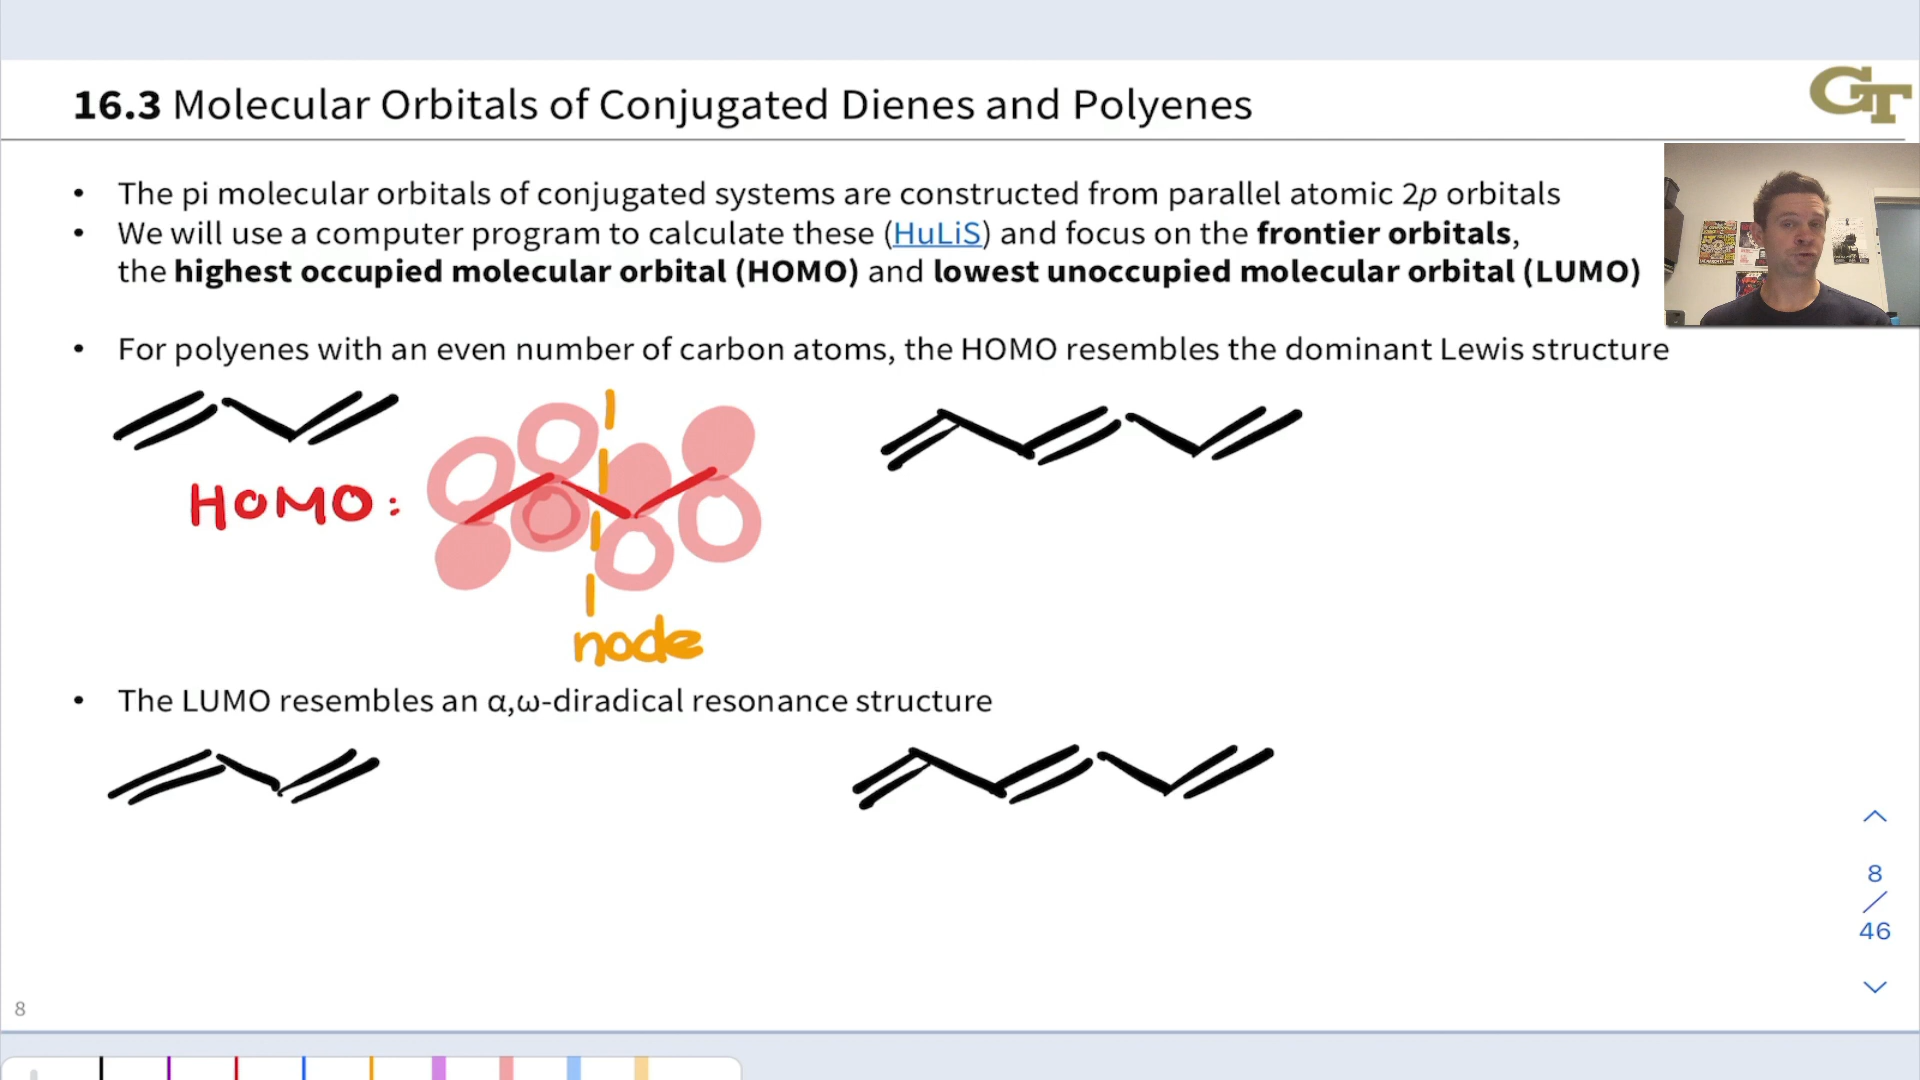 16.3 Molecular Orbitals of Conjugated Dienes and Polyenes
GT
• The pi molecular orbitals of conjugated systems are constructed from parallel atomic 2p orbitals
• We will use a computer program to calculate these (HuLiS) and focus on the frontier orbitals,
the highest occupied molecular orbital (HOMO) and lowest unoccupied molecular orbital (LUMO)
• For polyenes with an even number of carbon atoms, the HOMO resembles the dominant Lewis structure
HOMO:
node
• The LUMO resembles an α,ω-diradical resonance structure
8
/
46
8